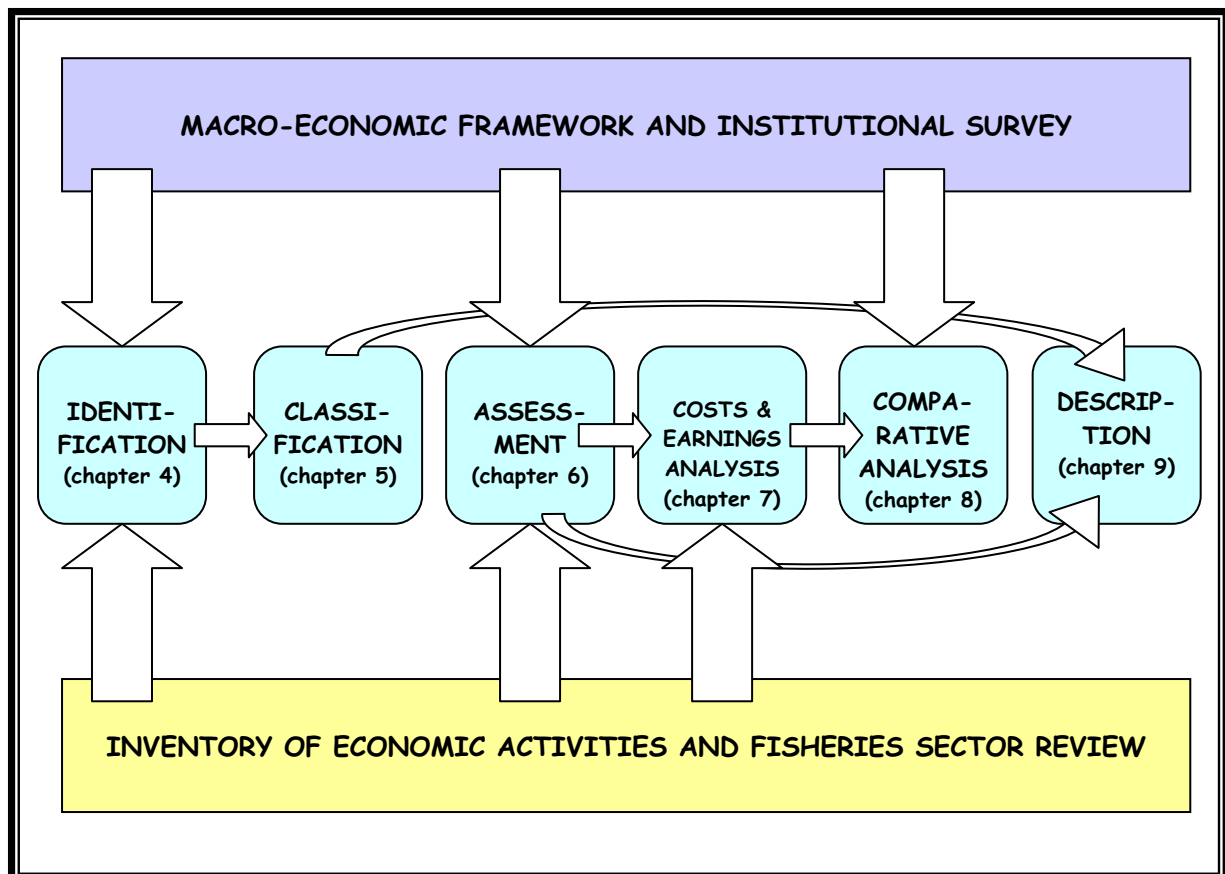 MACRO-ECONOMIC FRAMEWORK AND INSTITUTIONAL SURVEY
IDENTI-
FICATION
(chapter 4)
CLASSI-
FICATION
(chapter 5)
ASSESS-
MENT
(chapter 6)
COSTS &
EARNINGS
ANALYSIS
(chapter 7)
COMPA-
RATIVE
ANALYSIS
(chapter 8)
DESCRIP-
TION
(chapter 9)
INVENTORY OF ECONOMIC ACTIVITIES AND FISHERIES SECTOR REVIEW